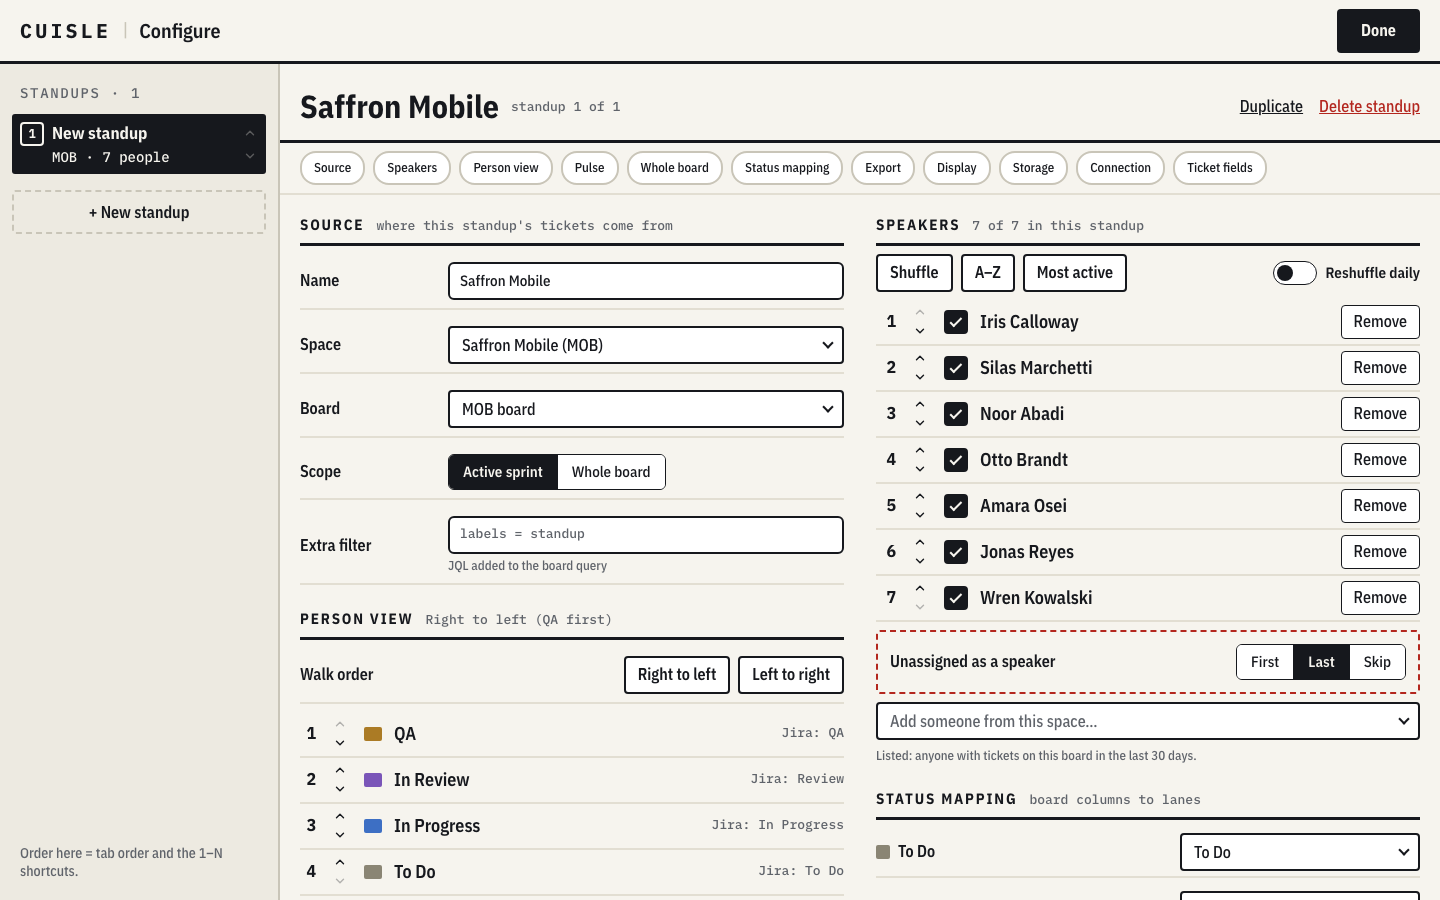 CUISLE
Configure
Done
STANDUPS · 1
1 New standup
MOB · 7 people
+ New standup
Order here = tab order and the 1–N
shortcuts.
Saffron Mobile standup 1 of 1
Duplicate Delete standup
Source Speakers Person view Pulse Whole board Status mapping Export Display Storage Connection Ticket fields
SOURCE where this standup's tickets come from
Name Saffron Mobile
Space Saffron Mobile (MOB)
Board MOB board
Scope Active sprint Whole board
Extra filter labels = standup
JQL added to the board query
PERSON VIEW Right to left (QA first)
Walk order Right to left Left to right
1 QA Jira: QA
2 In Review Jira: Review
3 In Progress Jira: In Progress
4 To Do Jira: To Do
SPEAKERS 7 of 7 in this standup
Shuffle A–Z Most active Reshuffle daily
1 Iris Calloway Remove
2 Silas Marchetti Remove
3 Noor Abadi Remove
4 Otto Brandt Remove
5 Amara Osei Remove
6 Jonas Reyes Remove
7 Wren Kowalski Remove
Unassigned as a speaker First Last Skip
Add someone from this space...
Listed: anyone with tickets on this board in the last 30 days.
STATUS MAPPING board columns to lanes
To Do To Do